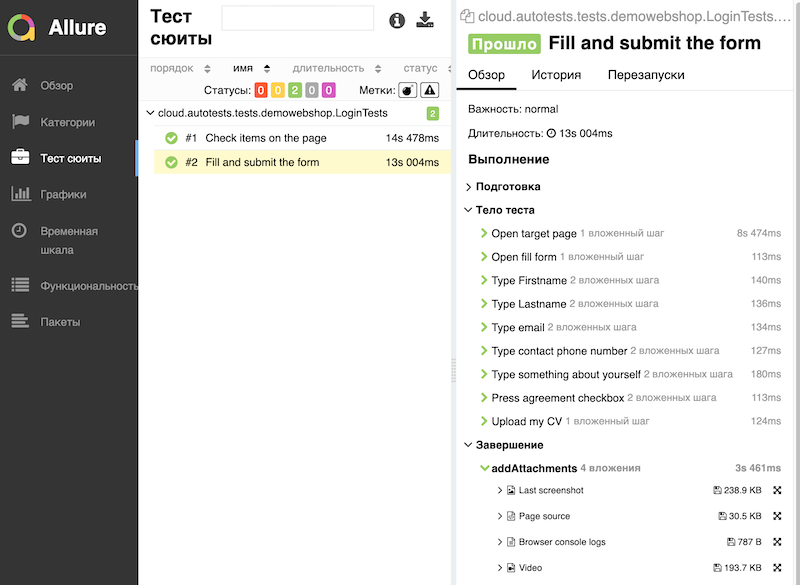 Allure
Обзор
Категории
Тест сюиты
Графики
Временная
шкала
Функциональность
Пакеты
Тест
сюиты
порядок имя длительность статус
Статусы: 0 0 2 0 0 Метки:
cloud.autotests.tests.demowebshop.LoginTests 2
#1 Check items on the page 14s 478ms
#2 Fill and submit the form 13s 004ms
cloud.autotests.tests.demowebshop.LoginTests....
Прошло Fill and submit the form
Обзор История Перезапуски
Важность: normal
Длительность: 13s 004ms
Выполнение
Подготовка
Тело теста
Open target page 1 вложенный шаг 8s 474ms
Open fill form 1 вложенный шаг 113ms
Type Firstname 2 вложенных шага 140ms
Type Lastname 2 вложенных шага 136ms
Type email 2 вложенных шага 134ms
Type contact phone number 2 вложенных шага 127ms
Type something about yourself 2 вложенных шага 180ms
Press agreement checkbox 2 вложенных шага 113ms
Upload my CV 1 вложенный шаг 124ms
Завершение
addAttachments 4 вложения 3s 461ms
Last screenshot 238.9 KB
Page source 30.5 KB
Browser console logs 787 B
Video 193.7 KB